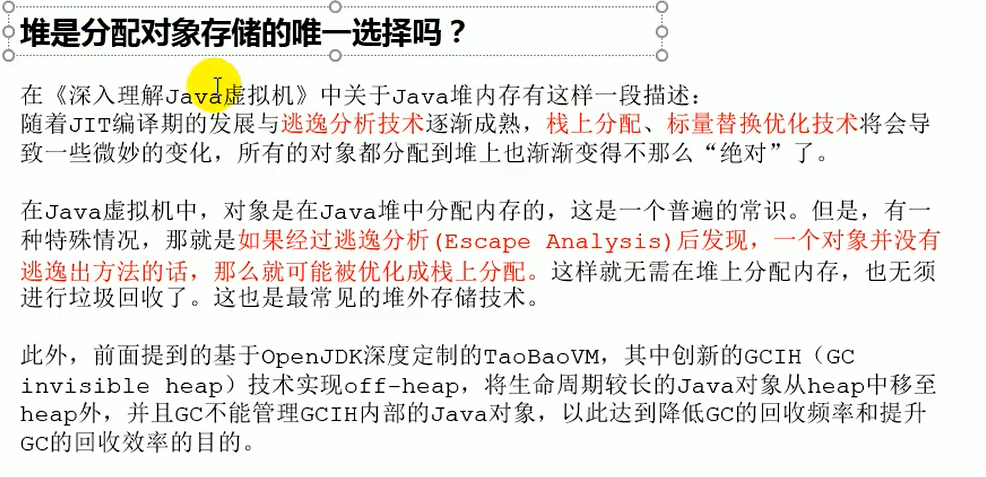 堆是分配对象存储的唯一选择吗？
在《深入理解Java虚拟机》中关于Java堆内存有这样一段描述：
随着JIT编译期的发展与逃逸分析技术逐渐成熟，栈上分配、标量替换优化技术将会导
致一些微妙的变化，所有的对象都分配到堆上也渐渐变得不那么“绝对”了。
在Java虚拟机中，对象是在Java堆中分配内存的，这是一个普遍的常识。但是，有一
种特殊情况，那就是如果经过逃逸分析(Escape Analysis)后发现，一个对象并没有
逃逸出方法的话，那么就可能被优化成栈上分配。这样就无需在堆上分配内存，也无须
进行垃圾回收了。这也是最常见的堆外存储技术。
此外，前面提到的基于OpenJDK深度定制的TaoBaoVM，其中创新的GCIH（GC
invisible heap）技术实现off-heap，将生命周期较长的Java对象从heap中移至
heap外，并且GC不能管理GCIH内部的Java对象，以此达到降低GC的回收频率和提升
GC的回收效率的目的。